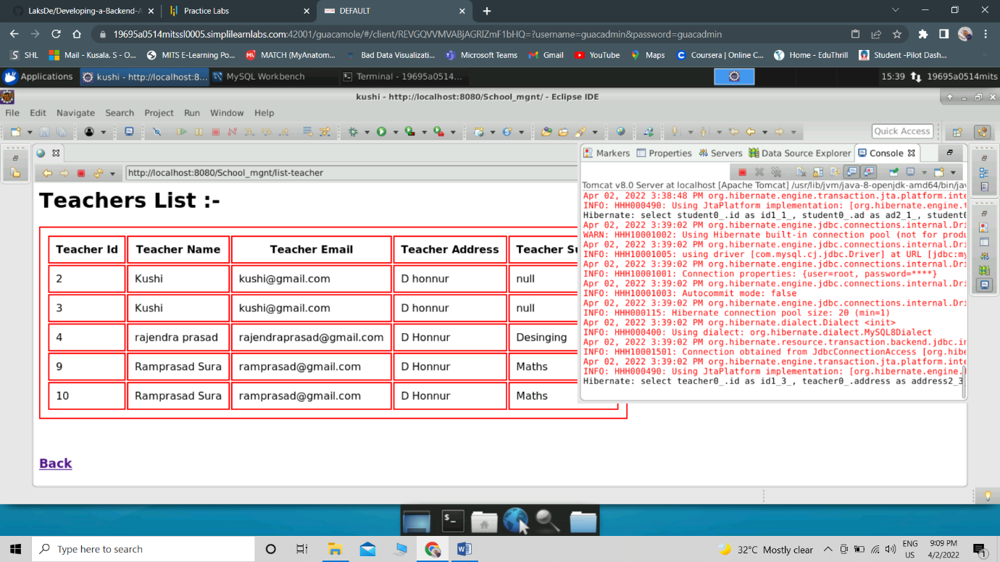 LaksDe/Developing-a-Backend-A
Practice Labs
DEFAULT
19695a0514mitssl0005.simplilearnlabs.com:42001/guacamole/#/client/REVGQVVMVABjAGRlZmF1bHQ=?username=guacadmin&password=guacadmin
SHL
Mail - Kusala. S - O...
MITS E-Learning Po...
MATCH (MyAnatom...
Bad Data Visualizati...
Microsoft Teams
Gmail
YouTube
Maps
Coursera | Online C...
Home - EduThrill
Student -Pilot Dash...
Applications
kushi - http://localhost:8...
MySQL Workbench
Terminal - 19695a0514...
15:39
19695a0514mits
kushi - http://localhost:8080/School_mgnt/ - Eclipse IDE
File Edit Navigate Search Project Run Window Help
Quick Access
http://localhost:8080/School_mgnt/list-teacher
Teachers List :-
Teacher Id Teacher Name Teacher Email Teacher Address Teacher Su
2 Kushi kushi@gmail.com D honnur null
3 Kushi kushi@gmail.com D honnur null
4 rajendra prasad rajendraprasad@gmail.com D Honnur Desinging
9 Ramprasad Sura ramprasad@gmail.com D Honnur Maths
10 Ramprasad Sura ramprasad@gmail.com D Honnur Maths
Back
Markers Properties Servers Data Source Explorer Console
Tomcat v8.0 Server at localhost [Apache Tomcat] /usr/lib/jvm/java-8-openjdk-amd64/bin/jav
Apr 02, 2022 3:38:48 PM org.hibernate.engine.transaction.jta.platform.inte
INFO: HHH000490: Using JtaPlatform implementation: [org.hibernate.engine.t
Hibernate: select student0_.id as id1_1_, student0_.ad as ad2_1_, student0
Apr 02, 2022 3:39:02 PM org.hibernate.engine.jdbc.connections.internal.Dri
WARN: HHH10001002: Using Hibernate built-in connection pool (not for produ
Apr 02, 2022 3:39:02 PM org.hibernate.engine.jdbc.connections.internal.Dri
INFO: HHH10001005: using driver [com.mysql.cj.jdbc.Driver] at URL [jdbc:my
Apr 02, 2022 3:39:02 PM org.hibernate.engine.jdbc.connections.internal.Dri
INFO: HHH10001001: Connection properties: {user=root, password=****}
Apr 02, 2022 3:39:02 PM org.hibernate.engine.jdbc.connections.internal.Dri
INFO: HHH10001003: Autocommit mode: false
Apr 02, 2022 3:39:02 PM org.hibernate.engine.jdbc.connections.internal.Dri
INFO: HHH000115: Hibernate connection pool size: 20 (min=1)
Apr 02, 2022 3:39:02 PM org.hibernate.dialect.Dialect <init>
INFO: HHH000400: Using dialect: org.hibernate.dialect.MySQL8Dialect
Apr 02, 2022 3:39:02 PM org.hibernate.resource.transaction.backend.jdbc.in
INFO: HHH10001501: Connection obtained from JdbcConnectionAccess [org.hibe
Apr 02, 2022 3:39:02 PM org.hibernate.engine.transaction.jta.platform.inte
INFO: HHH000490: Using JtaPlatform implementation: [org.hibernate.engine.
Hibernate: select teacher0_.id as id1_3_, teacher0_.address as address2_3
Type here to search
32°C Mostly clear
ENG
US
9:09 PM
4/2/2022
1